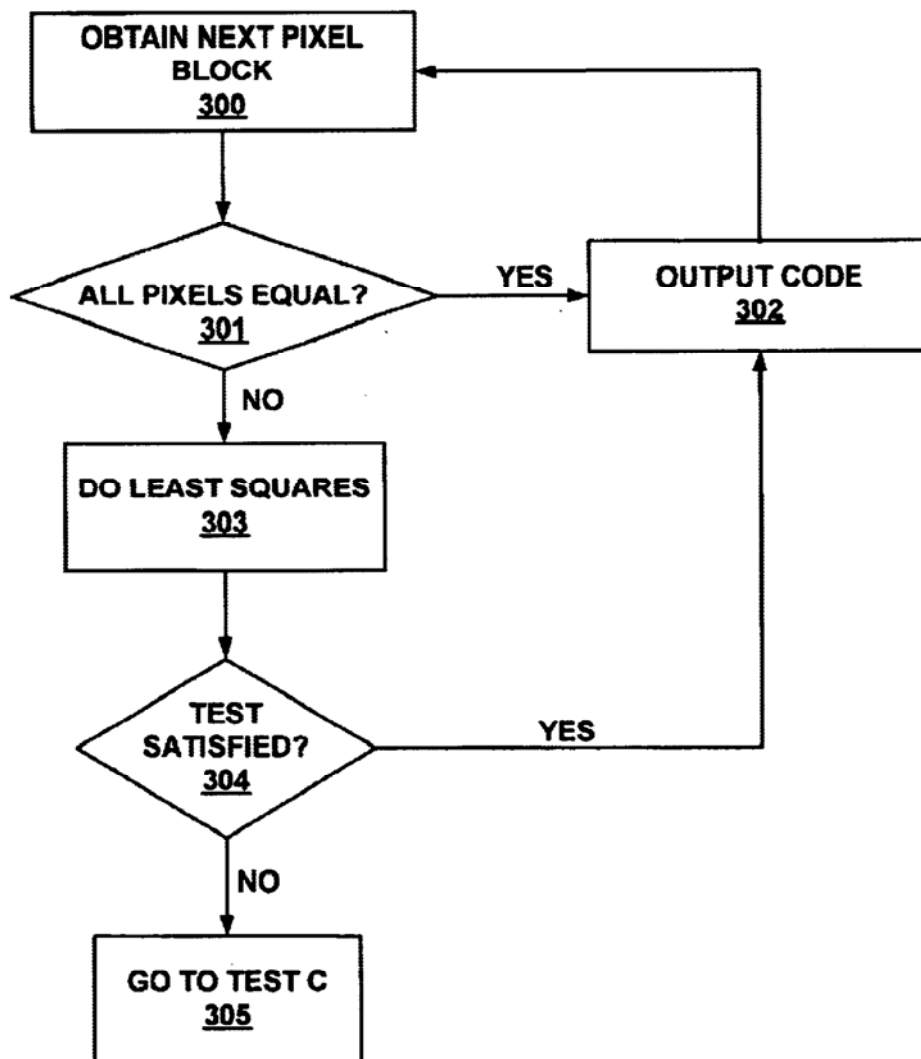 OBTAIN NEXT PIXEL
BLOCK
300
ALL PIXELS EQUAL?
301
YES
OUTPUT CODE
302
NO
DO LEAST SQUARES
303
TEST
SATISFIED?
304
YES
NO
GO TO TEST C
305